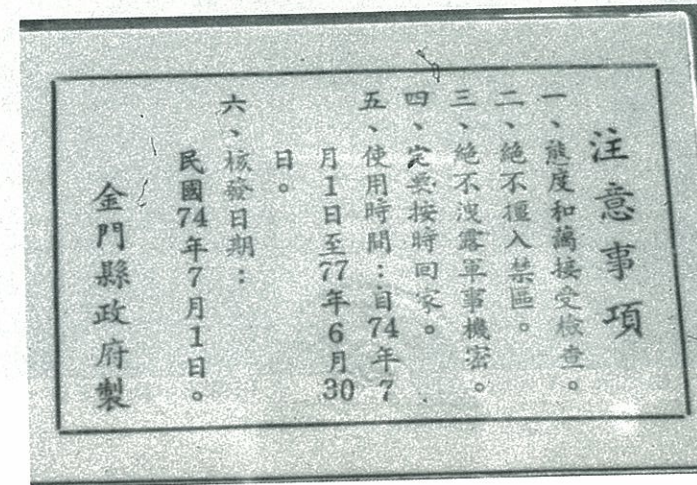 注意事項
一、態度和藹接受檢查。
二、絶不擅入禁區。
三、絶不洩露軍事機密。
四、定要按時回家。
五、使用時間：自74年7
月1日至77年6月30
日。
六、核發日期：
民國74年7月1日。
金門縣政府製